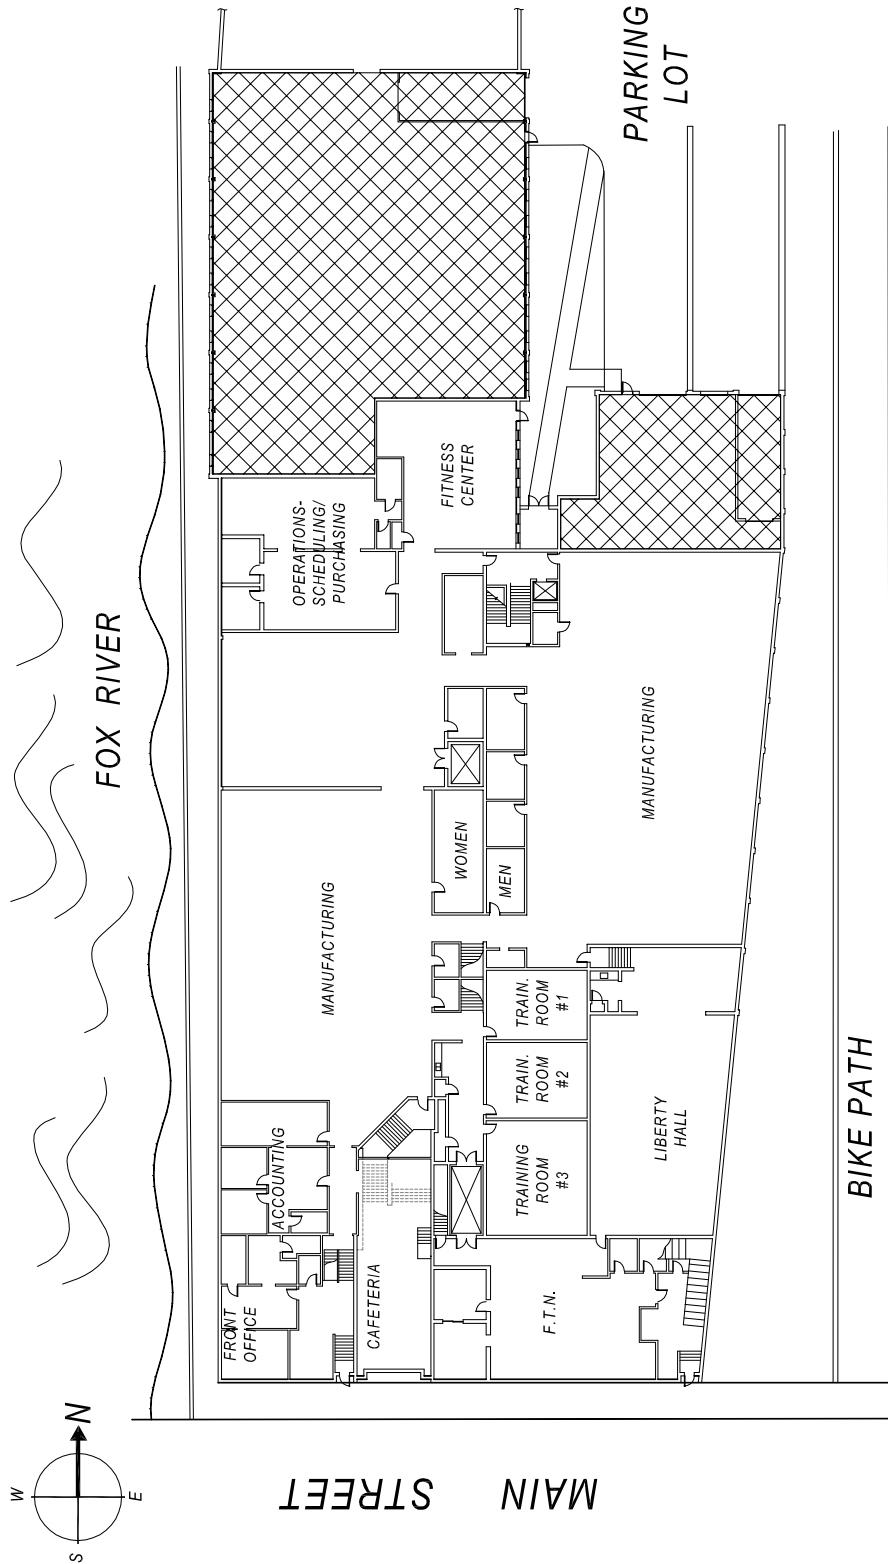 PARKING
LOT
FOX RIVER
FITNESS
CENTER
OPERATIONS-
SCHEDULING/
PURCHASING
MANUFACTURING
WOMEN
MEN
MANUFACTURING
TRAIN.
ROOM
#1
TRAIN.
ROOM
#2
TRAINING
ROOM
#3
LIBERTY
HALL
BIKE PATH
ACCOUNTING
FRONT
OFFICE
CAFETERIA
F.T.N.
N
W
E
S
MAIN STREET